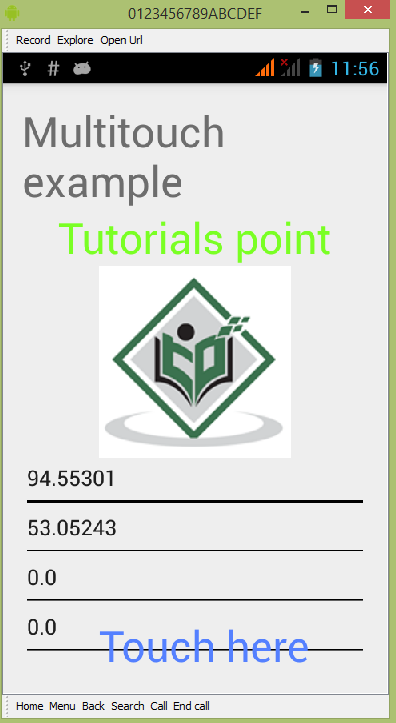 0123456789ABCDEF
Record Explore Open Url
11:56
Multitouch
example
Tutorials point
94.55301
53.05243
0.0
0.0
Touch here
Home Menu Back Search Call End call